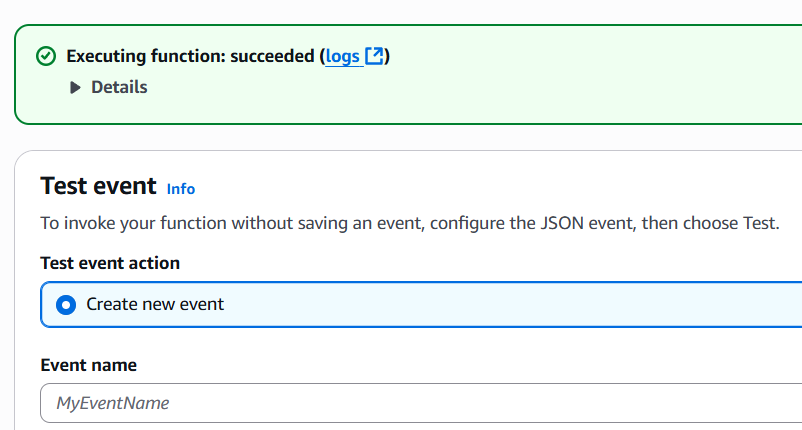 Executing function: succeeded (logs)
Details
Test event Info
To invoke your function without saving an event, configure the JSON event, then choose Test.
Test event action
Create new event
Event name
MyEventName